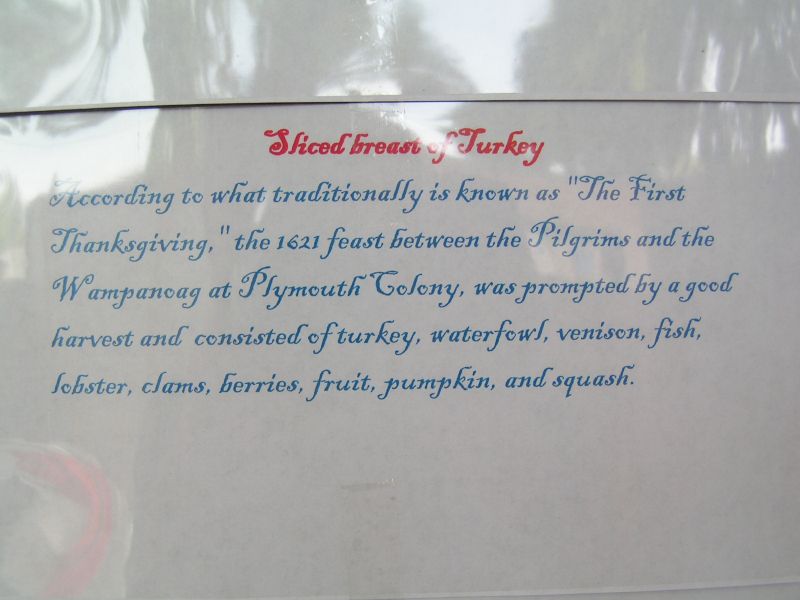 Sliced breast of Turkey
According to what traditionally is known as "The First
Thanksgiving," the 1621 feast between the Pilgrims and the
Wampanoag at Plymouth Colony, was prompted by a good
harvest and consisted of turkey, waterfowl, venison, fish,
lobster, clams, berries, fruit, pumpkin, and squash.